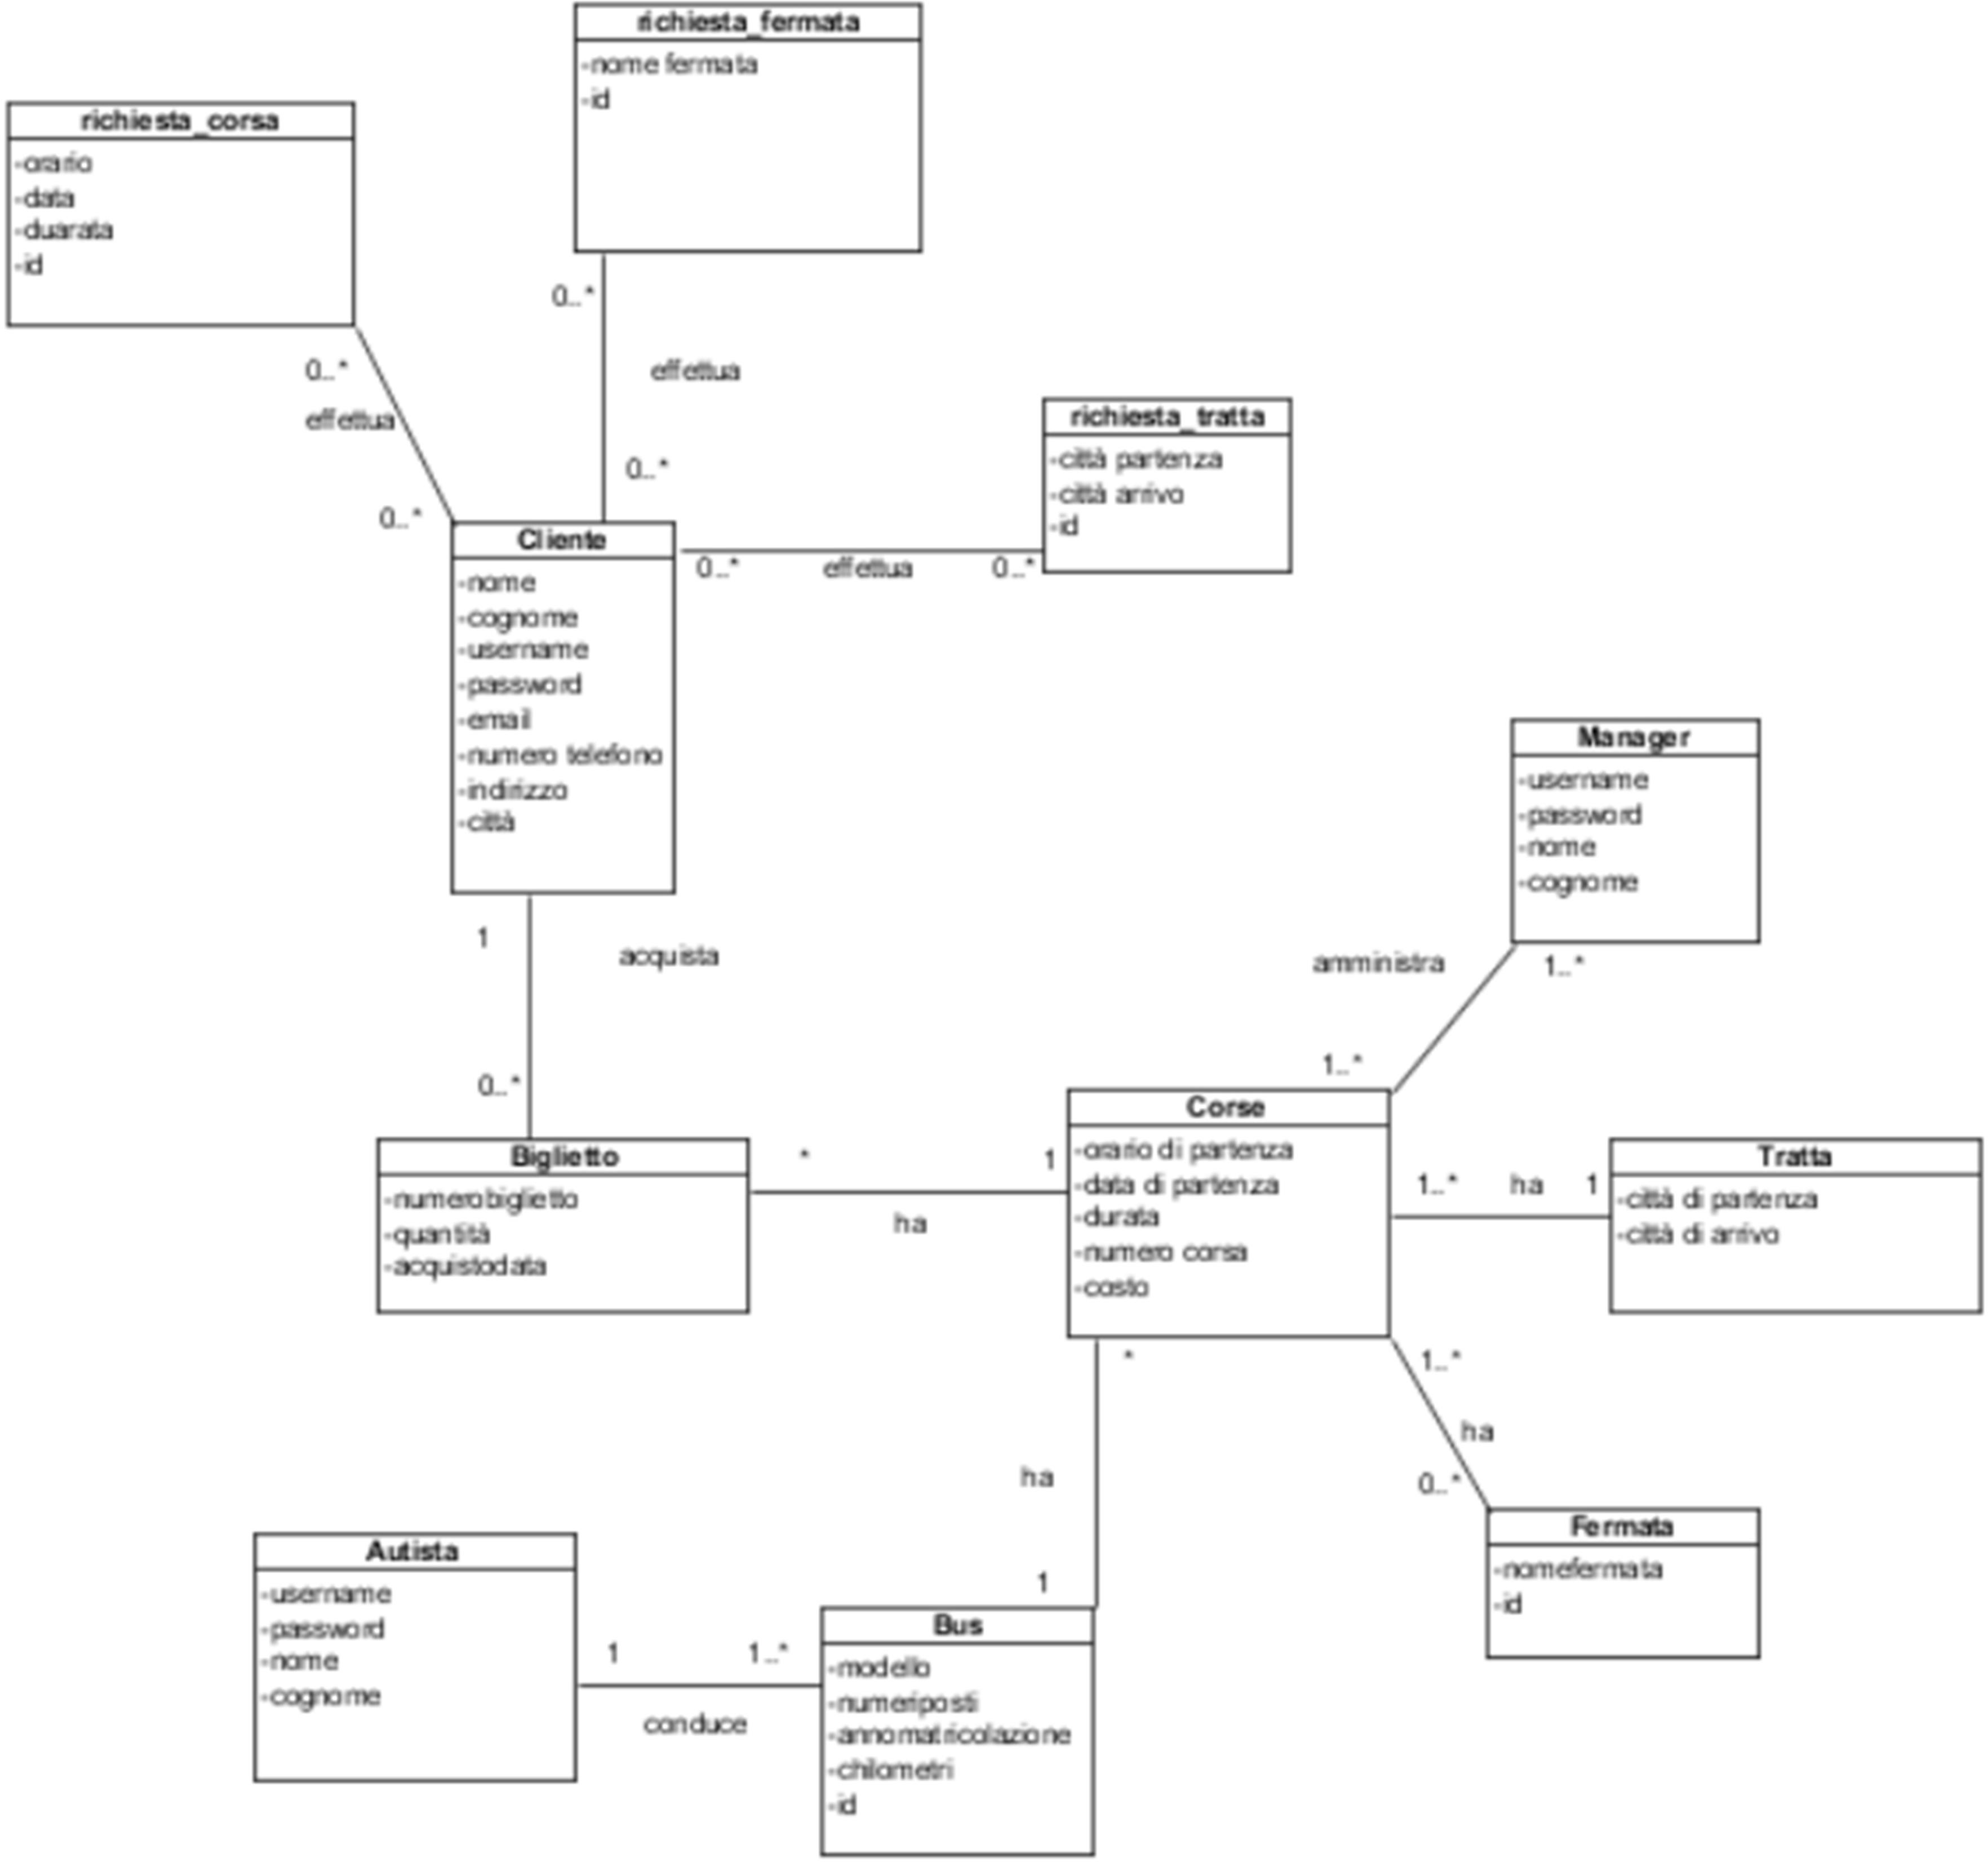 richiesta_fermata
-nome fermata
-id
richiesta_corsa
-orario
-data
-duarata
-id
0..*
effettua
0..*
0..*
effettua
0..*
richiesta_tratta
-città partenza
-città arrivo
-id
0..*
effettua
0..*
Cliente
-nome
-cognome
-username
-password
-email
-numero telefono
-indirizzo
-città
Manager
-username
-password
-nome
-cognome
1
acquista
0..*
amministra
1..*
1..*
Biglietto
-numerobiglietto
-quantità
-acquistodata
*
1
ha
Corse
-orario di partenza
-data di partenza
-durata
-numero corsa
-costo
1..*
ha
1
Tratta
-città di partenza
-città di arrivo
*
ha
1
1..*
ha
0..*
Fermata
-nomefermata
-id
Autista
-username
-password
-nome
-cognome
1
1..*
conduce
Bus
-modello
-numeriposti
-annomatricolazione
-chilometri
-id